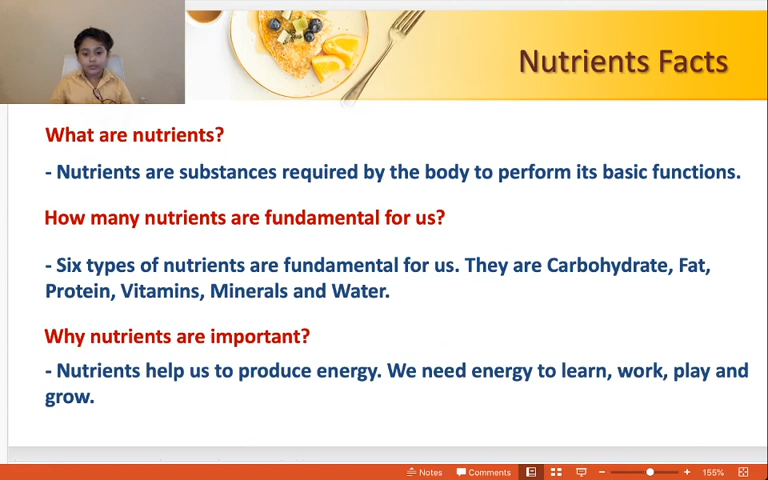 Nutrients Facts
What are nutrients?
- Nutrients are substances required by the body to perform its basic functions.
How many nutrients are fundamental for us?
- Six types of nutrients are fundamental for us. They are Carbohydrate, Fat,
Protein, Vitamins, Minerals and Water.
Why nutrients are important?
- Nutrients help us to produce energy. We need energy to learn, work, play and
grow.
Notes Comments 155%